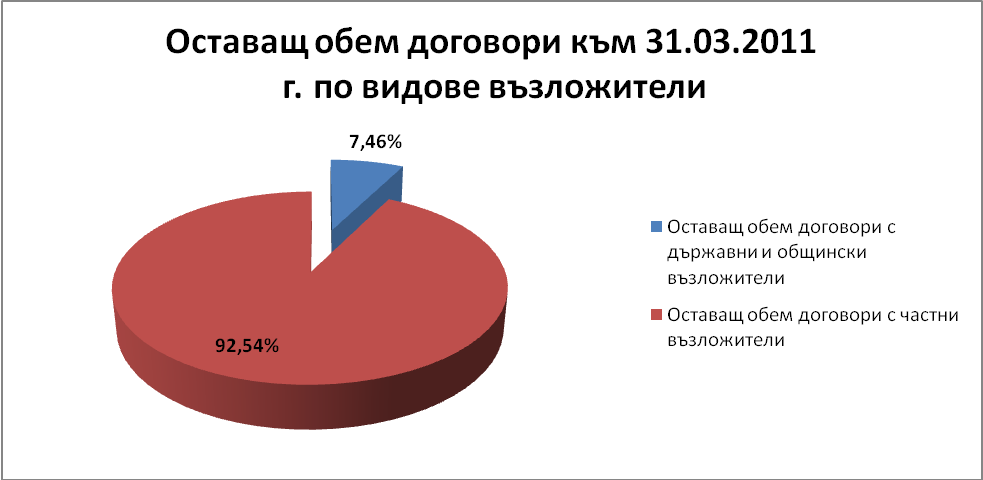 Оставащ обем договори към 31.03.2011
г. по видове възложители
7,46%
92,54%
Оставащ обем договори с
държавни и общински
възложители
Оставащ обем договори с частни
възложители